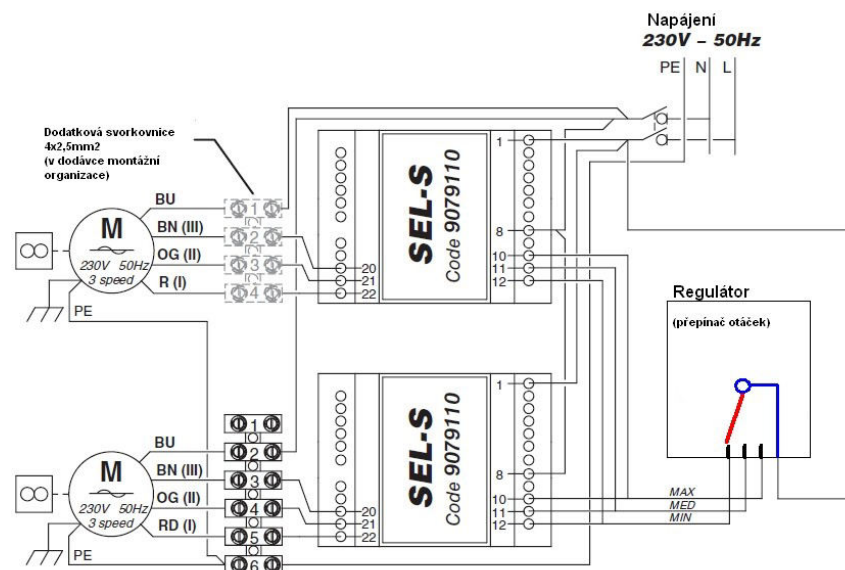 Napájení
230V – 50Hz
PE N L
Dodatková svorkovnice
4x2,5mm2
(v dodávce montážní
organizace)
BU
BN (III)
OG (II)
R (I)
PE
M
230V 50Hz
3 speed
1
2
3
4
SEL-S
Code 9079110
20
21
22
1
8
10
11
12
Regulátor
(přepínač otáček)
BU
BN (III)
OG (II)
RD (I)
PE
M
230V 50Hz
3 speed
1
2
3
4
5
6
SEL-S
Code 9079110
20
21
22
1
8
10
11
12
MAX
MED
MIN